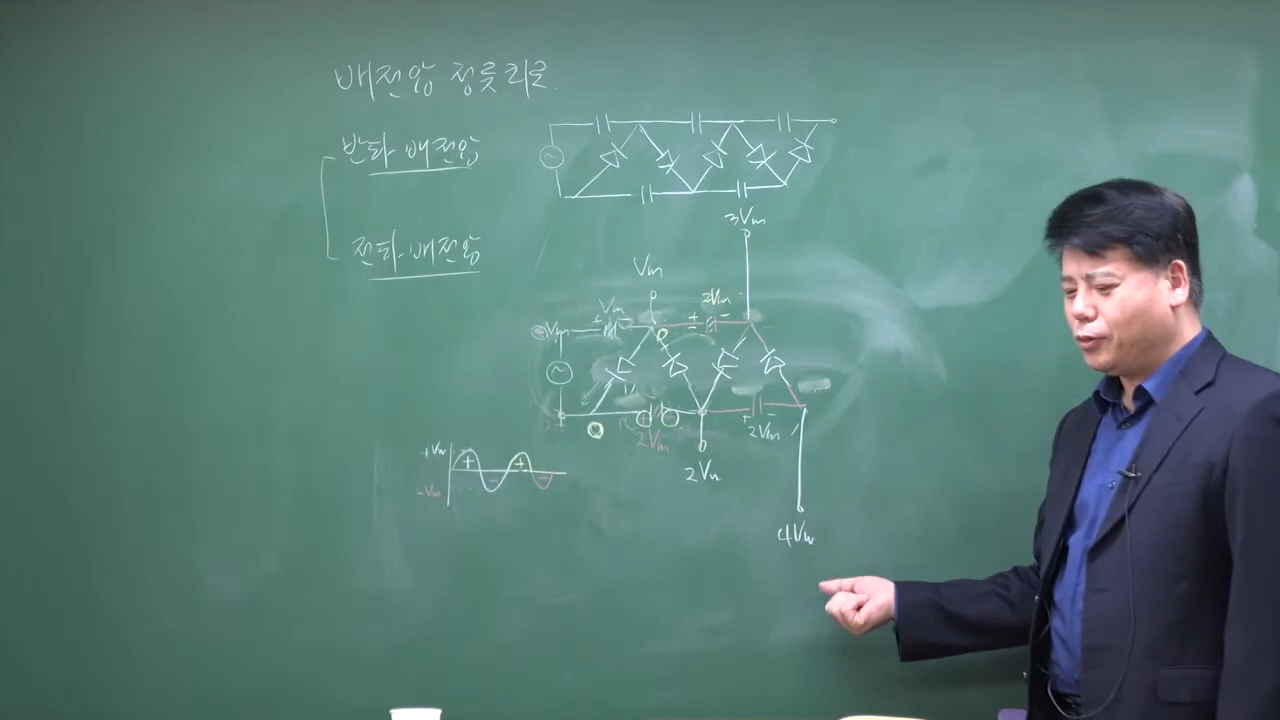 배전압 정류회로.
반파 배전압
전파 배전압
3Vm
Vm
Vm
2Vm
+
+ -
Vm
+ -
2Vm
2Vm
2Vm
+Vm
-Vm
+ - + -
4Vm